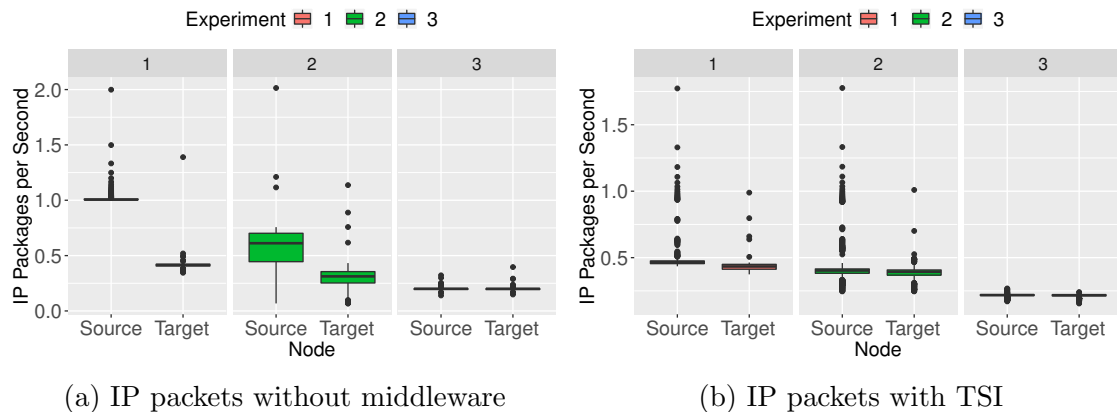 Experiment 1 2 3
1 2 3
IP Packages per Second
2.0
1.5
1.0
0.5
0.0
Source Target Source Target Source Target
Node
(a) IP packets without middleware
Experiment 1 2 3
1 2 3
IP Packages per Second
1.5
1.0
0.5
Source Target Source Target Source Target
Node
(b) IP packets with TSI